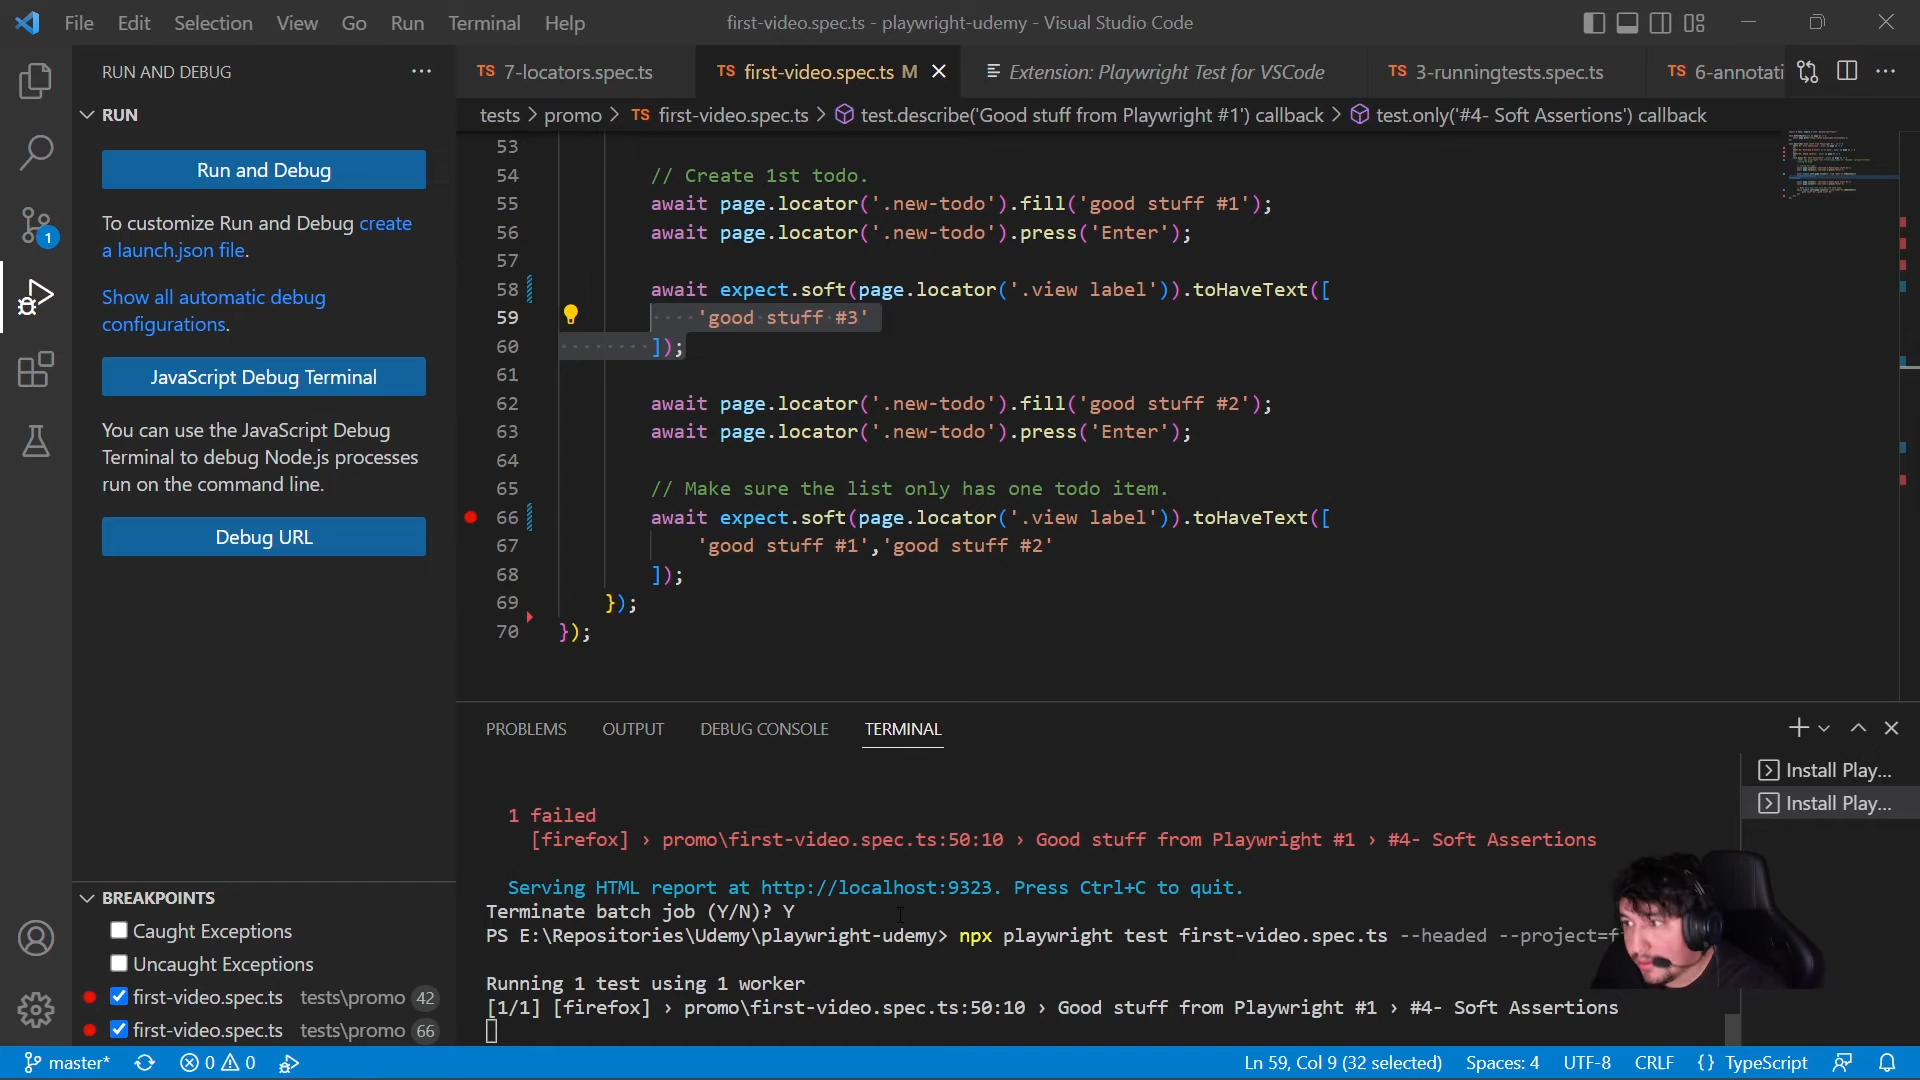 File Edit Selection View Go Run Terminal Help
first-video.spec.ts - playwright-udemy - Visual Studio Code
RUN AND DEBUG
RUN
Run and Debug
To customize Run and Debug create
a launch.json file.
Show all automatic debug
configurations.
JavaScript Debug Terminal
You can use the JavaScript Debug
Terminal to debug Node.js processes
run on the command line.
Debug URL
BREAKPOINTS
Caught Exceptions
Uncaught Exceptions
first-video.spec.ts tests\promo 42
first-video.spec.ts tests\promo 66
1
TS 7-locators.spec.ts
TS first-video.spec.ts M
Extension: Playwright Test for VSCode
TS 3-runningtests.spec.ts
TS 6-annotati
tests > promo > TS first-video.spec.ts > test.describe('Good stuff from Playwright #1') callback > test.only('#4- Soft Assertions') callback
53
54 // Create 1st todo.
55 await page.locator('.new-todo').fill('good stuff #1');
56 await page.locator('.new-todo').press('Enter');
57
58 await expect.soft(page.locator('.view label')).toHaveText([
59 ····'good·stuff·#3'
60 ········]);
61
62 await page.locator('.new-todo').fill('good stuff #2');
63 await page.locator('.new-todo').press('Enter');
64
65 // Make sure the list only has one todo item.
66 await expect.soft(page.locator('.view label')).toHaveText([
67 'good stuff #1','good stuff #2'
68 ]);
69 });
70 });
PROBLEMS OUTPUT DEBUG CONSOLE TERMINAL
1 failed
[firefox] › promo\first-video.spec.ts:50:10 › Good stuff from Playwright #1 › #4- Soft Assertions
Serving HTML report at http://localhost:9323. Press Ctrl+C to quit.
Terminate batch job (Y/N)? Y
PS E:\Repositories\Udemy\playwright-udemy> npx playwright test first-video.spec.ts --headed --project=f
Running 1 test using 1 worker
[1/1] [firefox] › promo\first-video.spec.ts:50:10 › Good stuff from Playwright #1 › #4- Soft Assertions
Install Play...
Install Play...
master* 0 0 Ln 59, Col 9 (32 selected) Spaces: 4 UTF-8 CRLF {} TypeScript